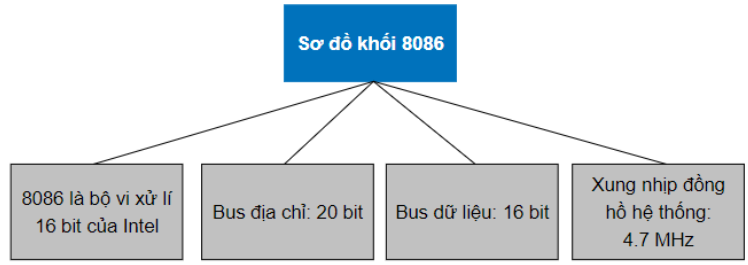 Sơ đồ khối 8086
8086 là bộ vi xử lí
16 bit của Intel
Bus địa chỉ: 20 bit
Bus dữ liệu: 16 bit
Xung nhịp đồng
hồ hệ thống:
4.7 MHz